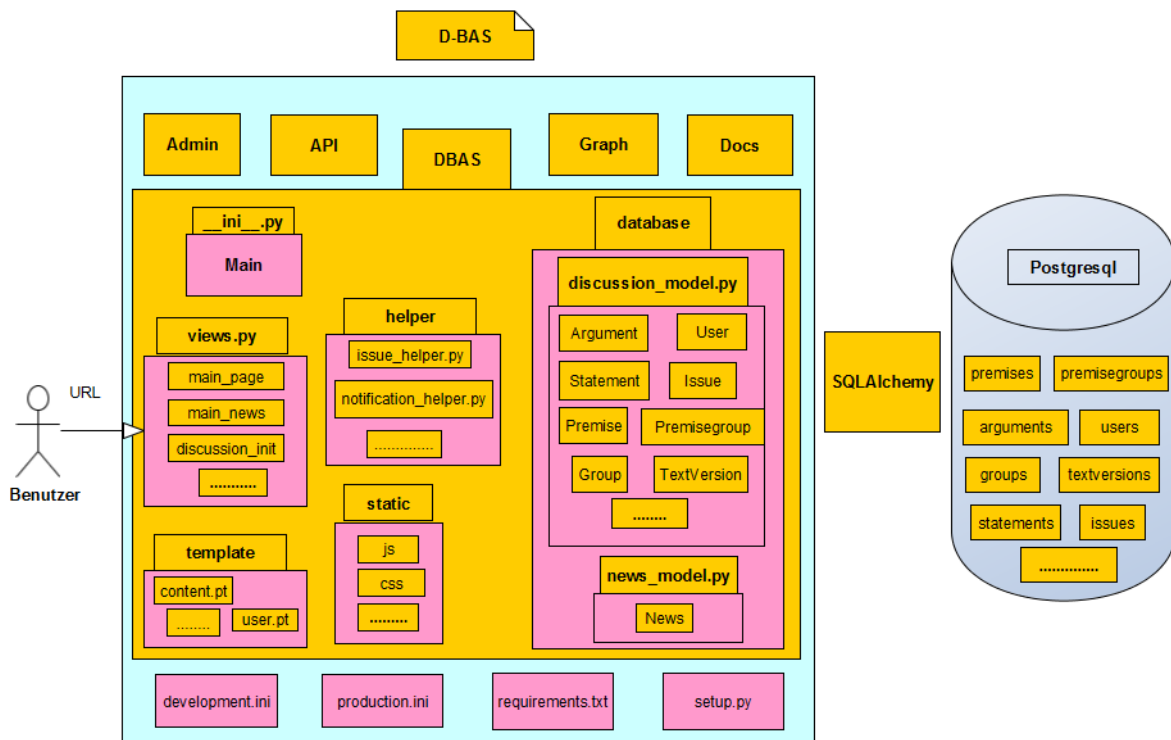 D-BAS
Admin
API
DBAS
Graph
Docs
__ini__.py
Main
views.py
main_page
main_news
discussion_init
...........
template
content.pt
........
user.pt
helper
issue_helper.py
notification_helper.py
..............
static
js
css
.........
database
discussion_model.py
Argument
User
Statement
Issue
Premise
Premisegroup
Group
TextVersion
........
news_model.py
News
development.ini
production.ini
requirements.txt
setup.py
URL
Benutzer
SQLAlchemy
Postgresql
premises
premisegroups
arguments
users
groups
textversions
statements
issues
..............